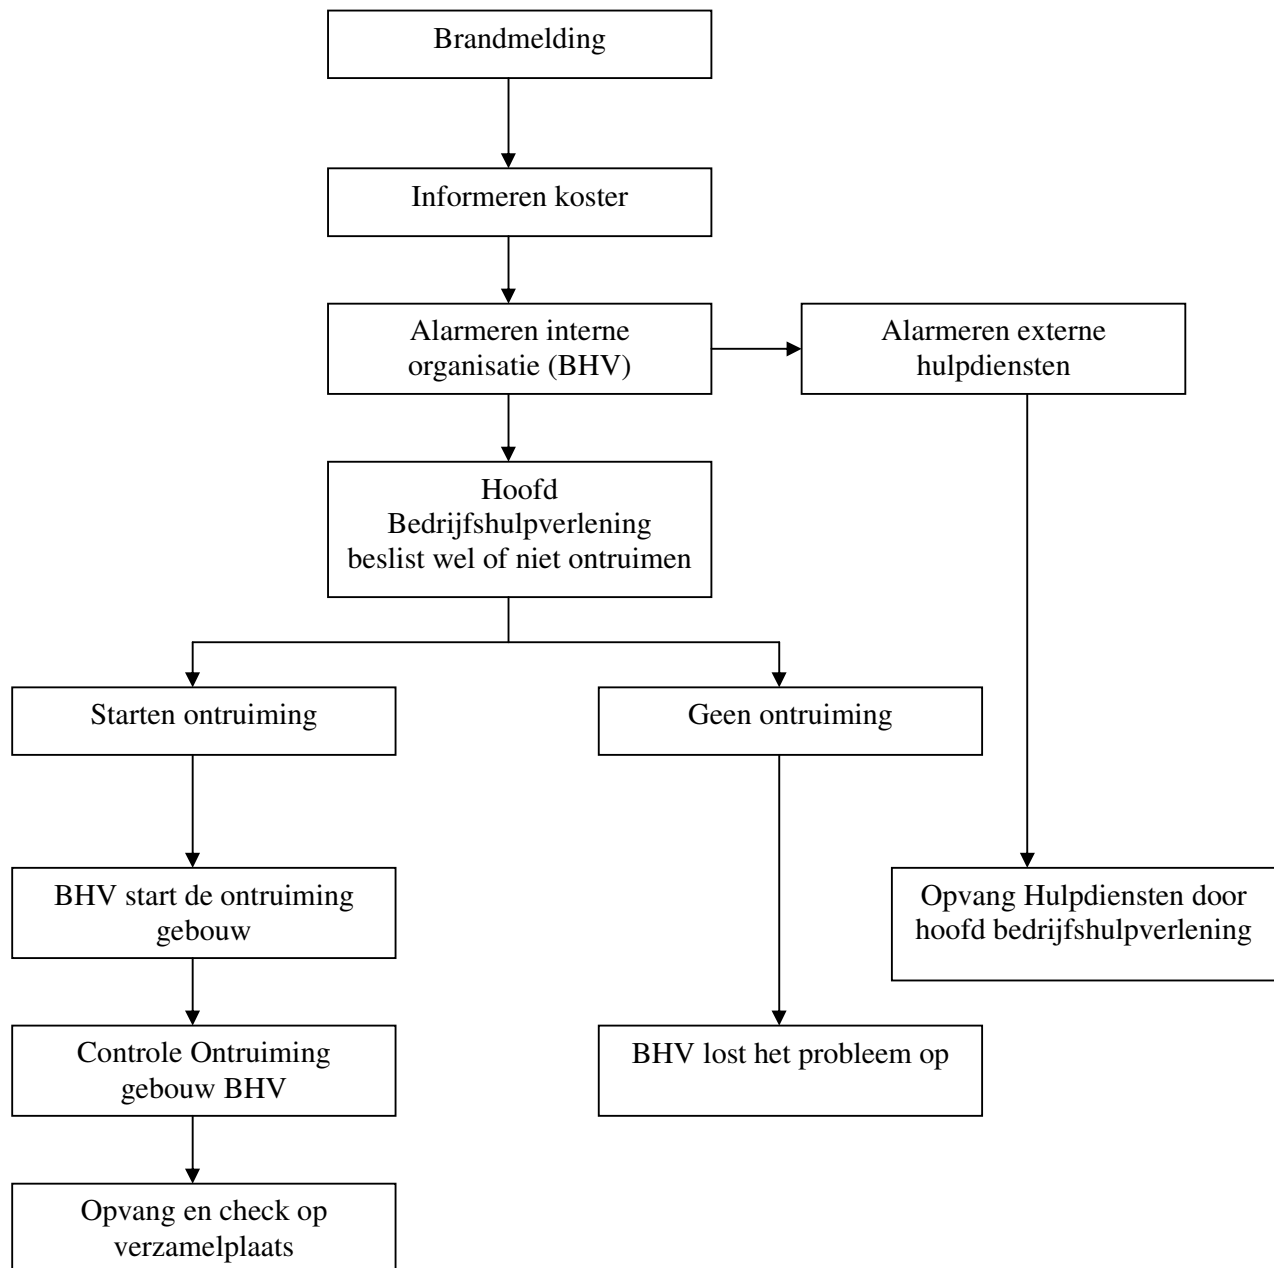 Brandmelding
Informeren koster
Alarmeren interne
organisatie (BHV)
Alarmeren externe
hulpdiensten
Hoofd
Bedrijfshulpverlening
beslist wel of niet ontruimen
Starten ontruiming
Geen ontruiming
BHV start de ontruiming
gebouw
Opvang Hulpdiensten door
hoofd bedrijfshulpverlening
Controle Ontruiming
gebouw BHV
BHV lost het probleem op
Opvang en check op
verzamelplaats